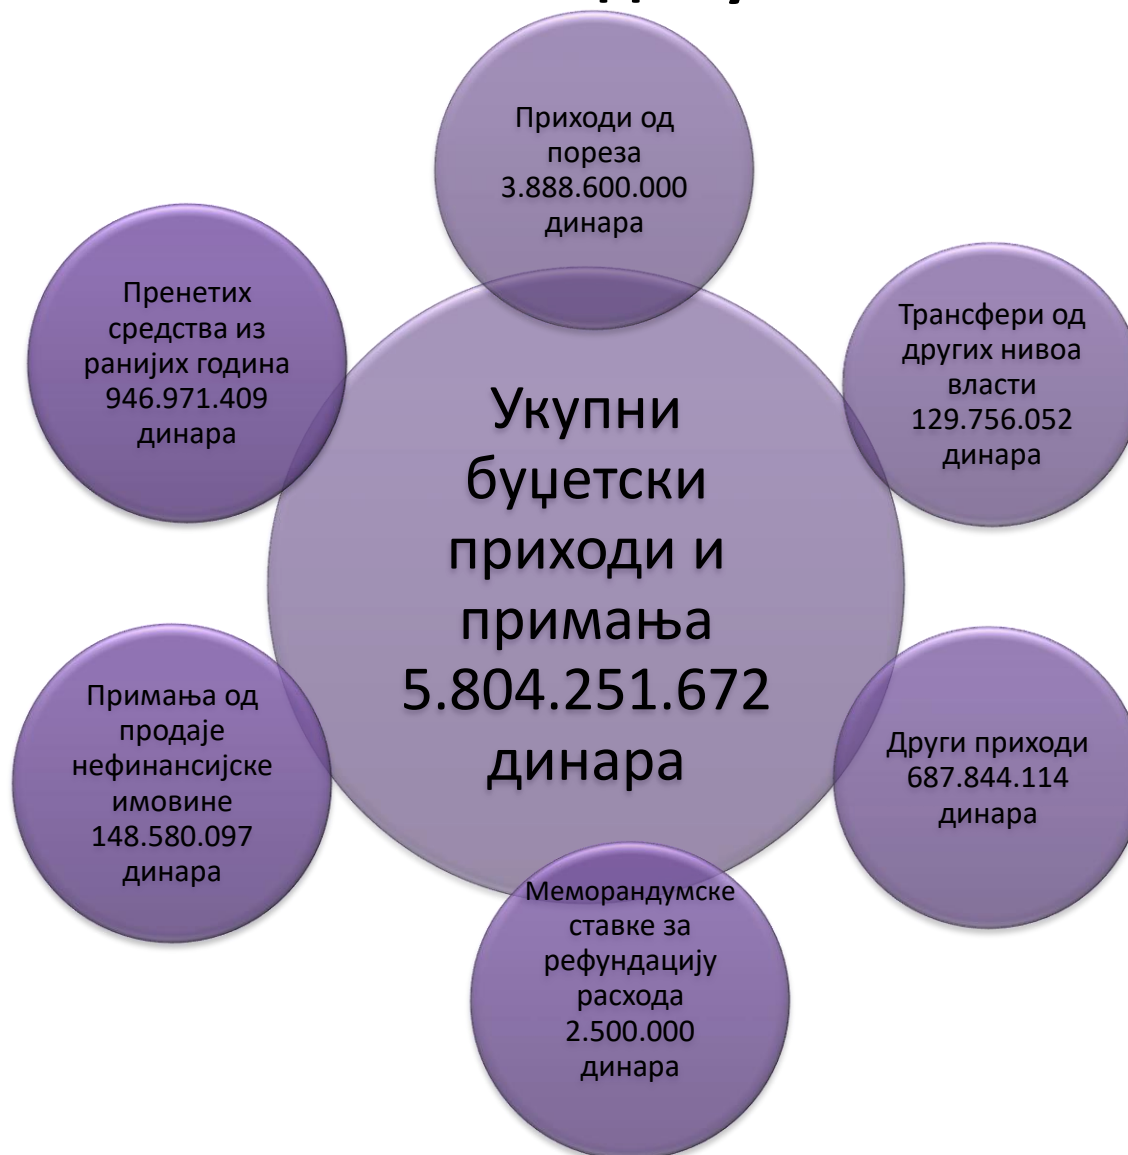 Приходи од
пореза
3.888.600.000
динара
Пренетих
средства из
ранијих година
946.971.409
динара
Трансфери од
других нивоа
власти
129.756.052
динара
Укупни
буџетски
приходи и
примања
5.804.251.672
динара
Примања од
продаје
нефинансијске
имовине
148.580.097
динара
Други приходи
687.844.114
динара
Меморандумске
ставке за
рефундацију
расхода
2.500.000
динара